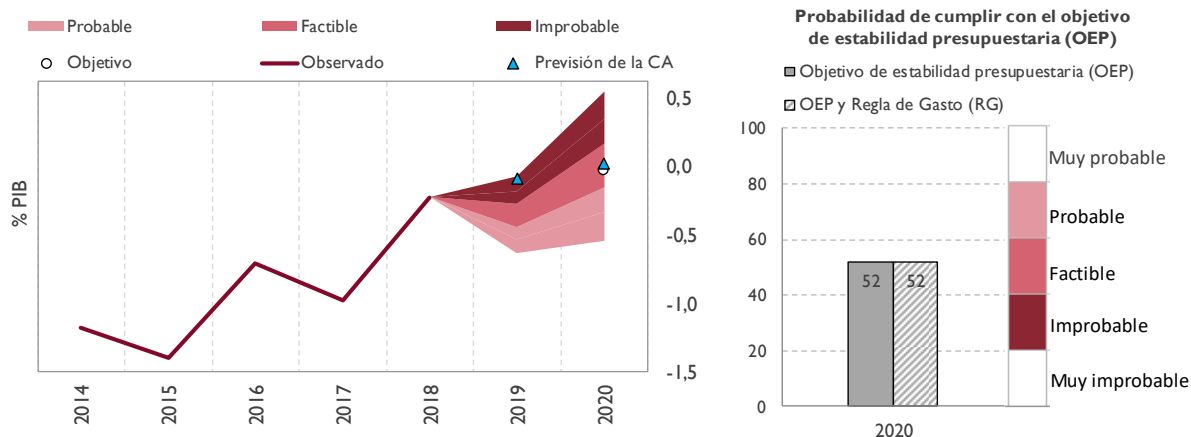 Probable
Factible
Improbable
Objetivo
Observado
Previsión de la CA
% PIB
0,5
0,0
-0,5
-1,0
-1,5
2014
2015
2016
2017
2018
2019
2020
Probabilidad de cumplir con el objetivo
de estabilidad presupuestaria (OEP)
Objetivo de estabilidad presupuestaria (OEP)
OEP y Regla de Gasto (RG)
100
80
60
40
20
0
52
52
2020
Muy probable
Probable
Factible
Improbable
Muy improbable